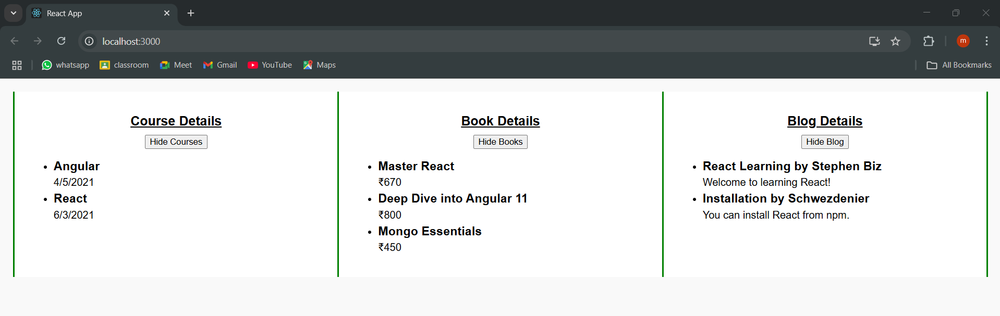 React App
localhost:3000
m
whatsapp classroom Meet Gmail YouTube Maps All Bookmarks
Course Details
Hide Courses
Angular
4/5/2021
React
6/3/2021
Book Details
Hide Books
Master React
₹670
Deep Dive into Angular 11
₹800
Mongo Essentials
₹450
Blog Details
Hide Blog
React Learning by Stephen Biz
Welcome to learning React!
Installation by Schwezdenier
You can install React from npm.